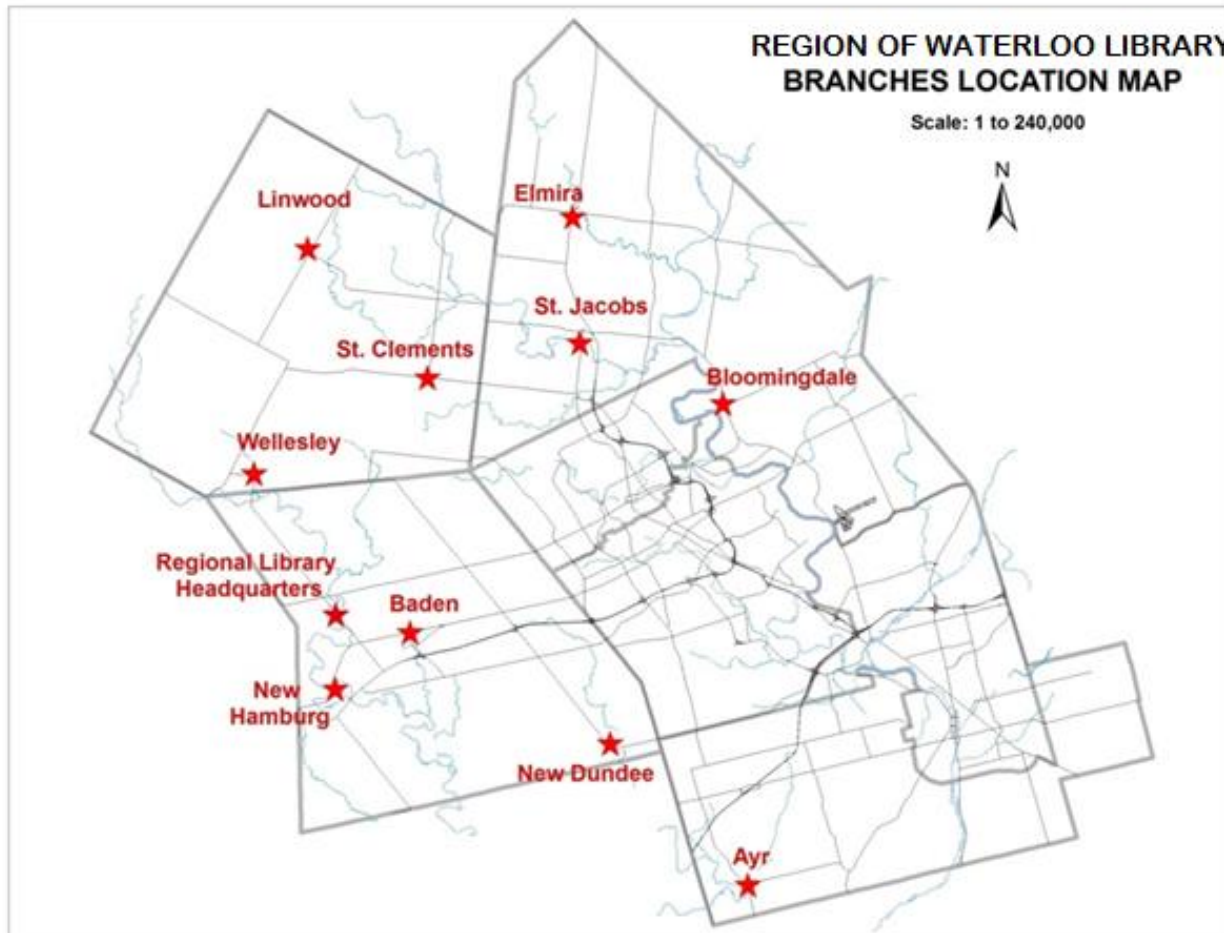 REGION OF WATERLOO LIBRARY
BRANCHES LOCATION MAP
Scale: 1 to 240,000
N
Linwood
Elmira
St. Jacobs
St. Clements
Bloomingdale
Wellesley
Regional Library
Headquarters
Baden
New
Hamburg
New Dundee
Ayr